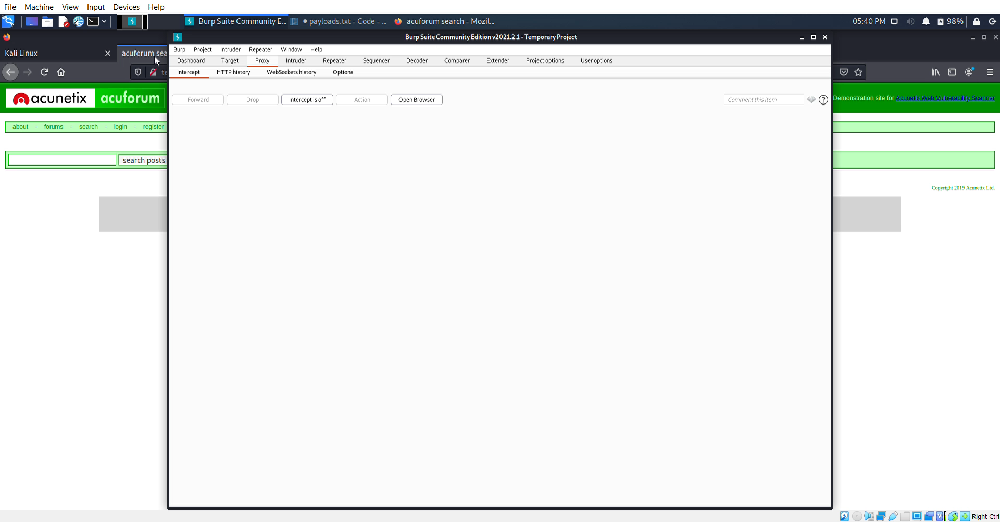 File Machine View Input Devices Help
Burp Suite Community E... payloads.txt - Code - ... acuforum search - Mozil... 05:40 PM 98%
Burp Suite Community Edition v2021.2.1 - Temporary Project
Kali Linux acuforum sea
Burp Project Intruder Repeater Window Help
Dashboard Target Proxy Intruder Repeater Sequencer Decoder Comparer Extender Project options User options
Intercept HTTP history WebSockets history Options
te
acunetix acuforum
Forward Drop Intercept is off Action Open Browser Comment this item ?
Demonstration site for Acunetix Web Vulnerability Scanner
about - forums - search - login - register
search posts
Copyright 2019 Acunetix Ltd.
Right Ctrl